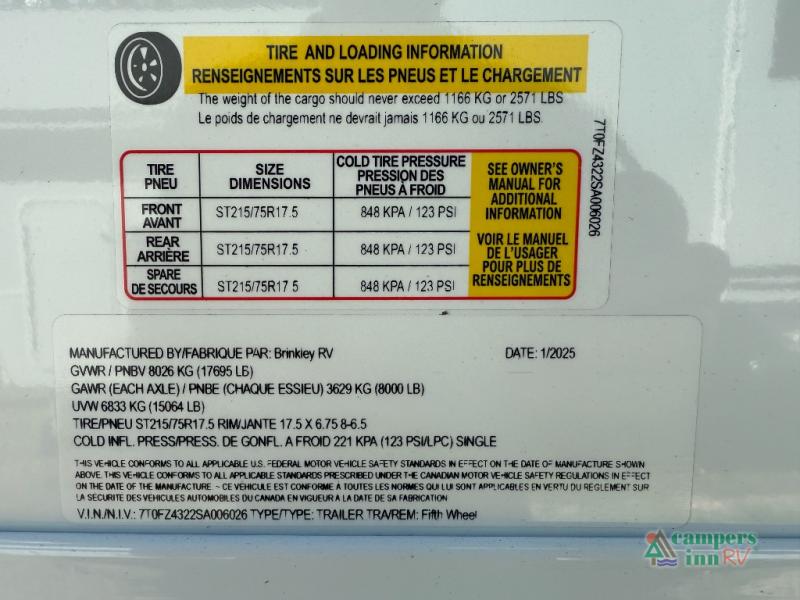 TIRE AND LOADING INFORMATION
RENSEIGNEMENTS SUR LES PNEUS ET LE CHARGEMENT
The weight of the cargo should never exceed 1166 KG or 2571 LBS
Le poids de chargement ne devrait jamais 1166 KG ou 2571 LBS.
TIRE PNEU SIZE DIMENSIONS COLD TIRE PRESSURE PRESSION DES PNEUS À FROID
FRONT AVANT ST215/75R17.5 848 KPA / 123 PSI
REAR ARRIÈRE ST215/75R17.5 848 KPA / 123 PSI
SPARE DE SECOURS ST215/75R17.5 848 KPA / 123 PSI
SEE OWNER'S
MANUAL FOR
ADDITIONAL
INFORMATION
VOIR LE MANUEL
DE L'USAGER
POUR PLUS DE
RENSEIGNEMENTS
7T0FZ4322SA006026
MANUFACTURED BY/FABRIQUE PAR: Brinkley RV DATE: 1/2025
GVWR / PNBV 8026 KG (17695 LB)
GAWR (EACH AXLE) / PNBE (CHAQUE ESSIEU) 3629 KG (8000 LB)
UVW 6833 KG (15064 LB)
TIRE/PNEU ST215/75R17.5 RIM/JANTE 17.5 X 6.75 8-6.5
COLD INFL. PRESS/PRESS. DE GONFL. A FROID 221 KPA (123 PSI/LPC) SINGLE
THIS VEHICLE CONFORMS TO ALL APPLICABLE U.S. FEDERAL MOTOR VEHICLE SAFETY STANDARDS IN EFFECT ON THE DATE OF MANUFACTURE SHOWN
ABOVE. THIS VEHICLE CONFORMS TO ALL APPLICABLE STANDARDS PRESCRIBED UNDER THE CANADIAN MOTOR VEHICLE SAFETY REGULATIONS IN EFFECT
ON THE DATE OF THE MANUFACTURE - CE VEHICULE EST CONFORME À TOUTES LES NORMES QUI LUI SONT APPLICABLES EN VERTU DU REGLEMENT SUR
LA SÉCURITE DES VEHICULES AUTOMOBILES DU CANADA EN VIGUEUR A LA DATE DE SA FABRICATION
V.I.N./N.I.V.: 7T0FZ4322SA006026 TYPE/TYPE: TRAILER TRA/REM: Fifth Wheel
campers
inn RV